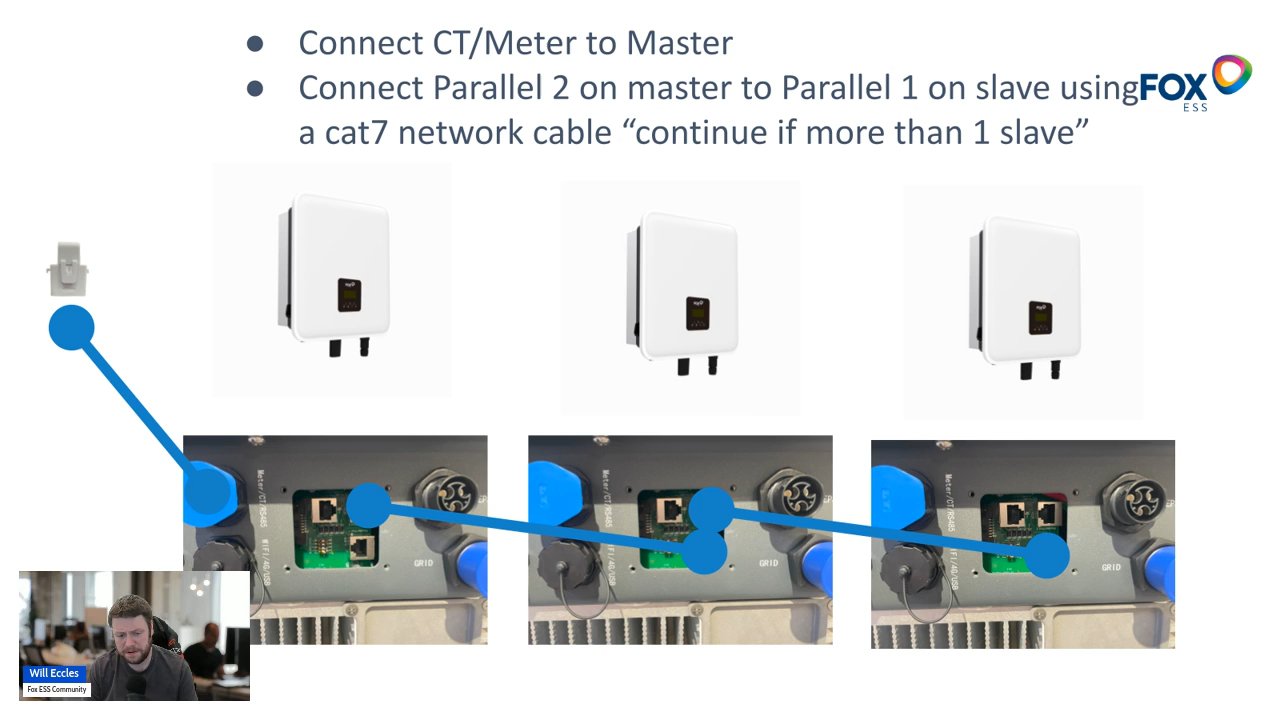 ● Connect CT/Meter to Master
● Connect Parallel 2 on master to Parallel 1 on slave using
a cat7 network cable “continue if more than 1 slave”
FOX
ESS
Meter/CT/RS485
WiFi/4G/USB
GRID
Meter/CT/RS485
WiFi/4G/USB
GRID
Meter/CT/RS485
WiFi/4G/USB
GRID
Will Eccles
Fox ESS Community